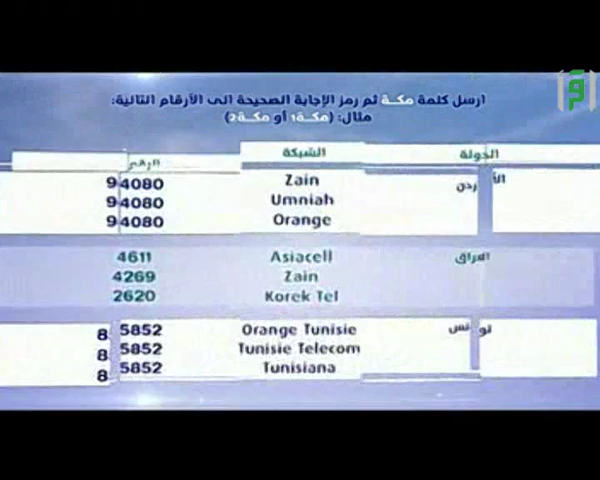 ارسل كلمة مكة ثم رمز الإجابة الصحيحة الى الأرقام التالية:
مثال: (مكة1 أو مكة2)
الدولة الشبكة الرقم
الأردن Zain 94080
Umniah 94080
Orange 94080
العراق Asiacell 4611
Zain 4269
Korek Tel 2620
تونس Orange Tunisie 85852
Tunisie Telecom 85852
Tunisiana 85852